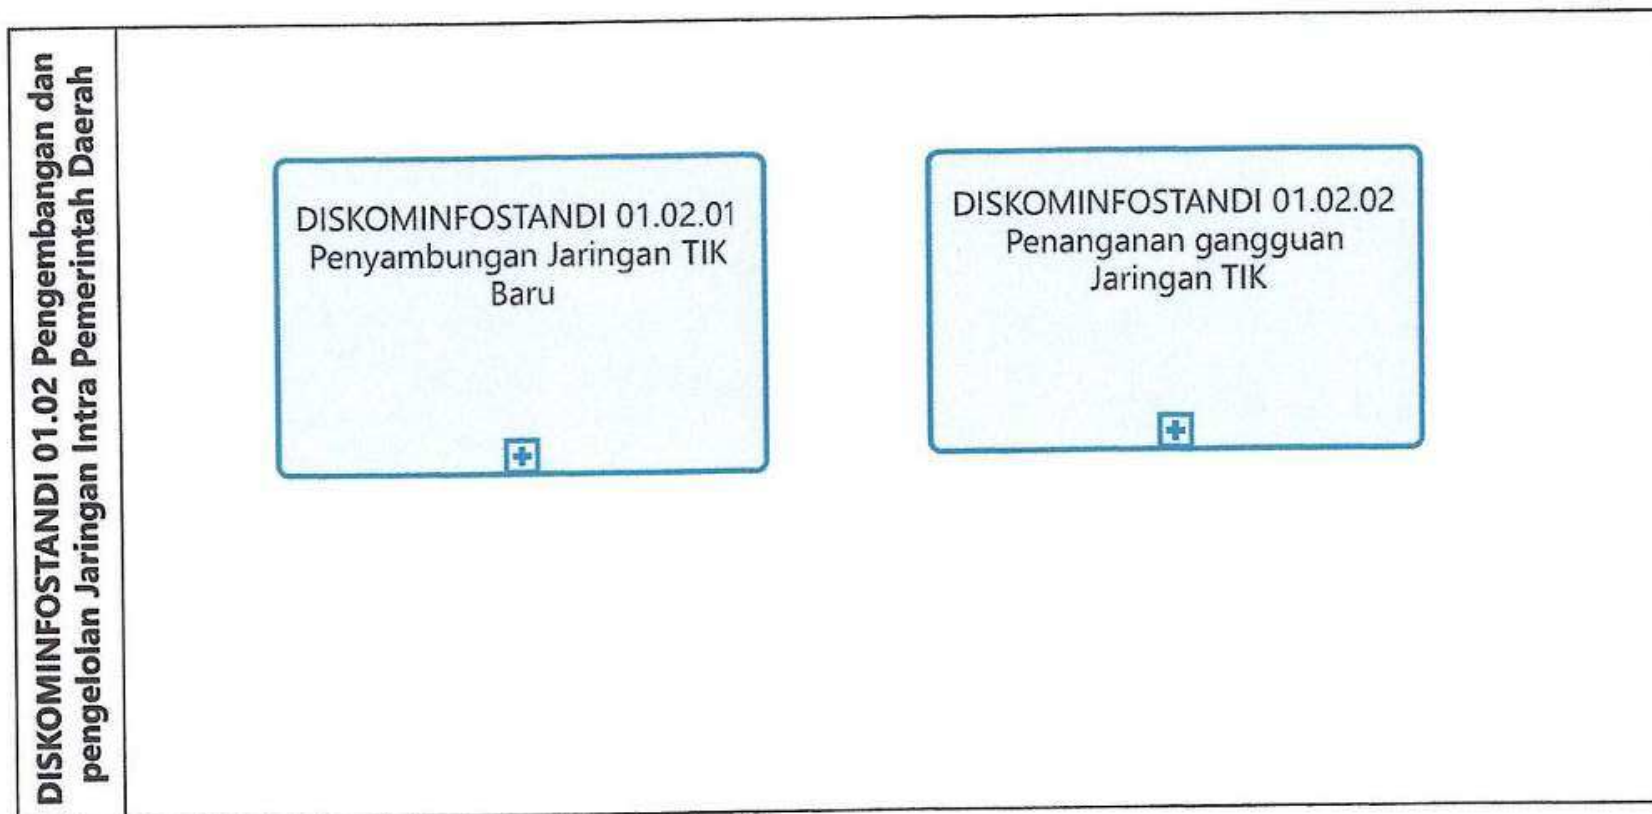 DISKOMINFOSTANDI 01.02 Pengembangan dan
pengelolan Jaringan Intra Pemerintah Daerah
DISKOMINFOSTANDI 01.02.01
Penyambungan Jaringan TIK
Baru
DISKOMINFOSTANDI 01.02.02
Penanganan gangguan
Jaringan TIK